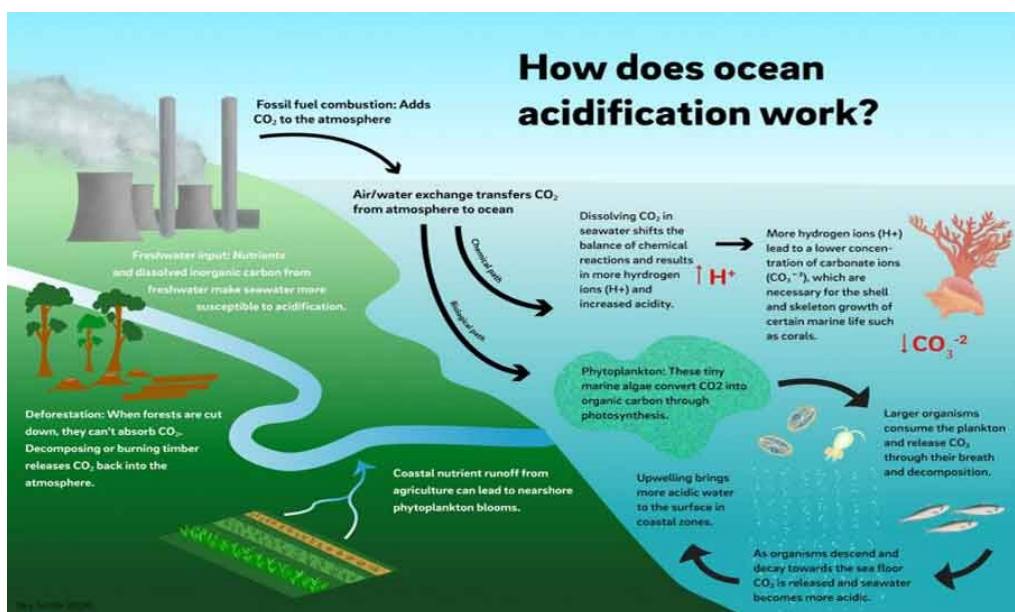 How does ocean
acidification work?
Fossil fuel combustion: Adds
CO₂ to the atmosphere
Air/water exchange transfers CO₂
from atmosphere to ocean
Chemical path
Biological path
Dissolving CO₂ in
seawater shifts the
balance of chemical
reactions and results
in more hyrdrogen
ions (H+) and
increased acidity.
↑ H⁺
More hydrogen ions (H+)
lead to a lower concen-
tration of carbonate ions
(CO₃⁻²), which are
necessary for the shell
and skeleton growth of
certain marine life such
as corals.
↓ CO₃⁻²
Freshwater input: Nutrients
and dissolved inorganic carbon from
freshwater make seawater more
susceptible to acidification.
Deforestation: When forests are cut
down, they can't absorb CO₂.
Decomposing or burning timber
releases CO₂ back into the
atmosphere.
Coastal nutrient runoff from
agriculture can lead to nearshore
phytoplankton blooms.
Phytoplankton: These tiny
marine algae convert CO2 into
organic carbon through
photosynthesis.
Larger organisms
consume the plankton
and release CO₂
through their breath
and decomposition.
As organisms descend and
decay towards the sea floor
CO₂ is released and seawater
becomes more acidic.
Upwelling brings
more acidic water
to the surface in
coastal zones.